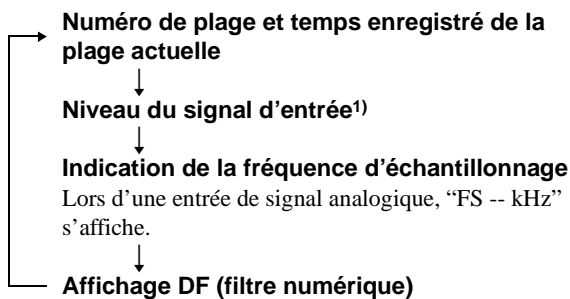 Numéro de plage et temps enregistré de la
plage actuelle
Niveau du signal d’entrée1)
Indication de la fréquence d’échantillonnage
Lors d’une entrée de signal analogique, “FS -- kHz”
s’affiche.
Affichage DF (filtre numérique)